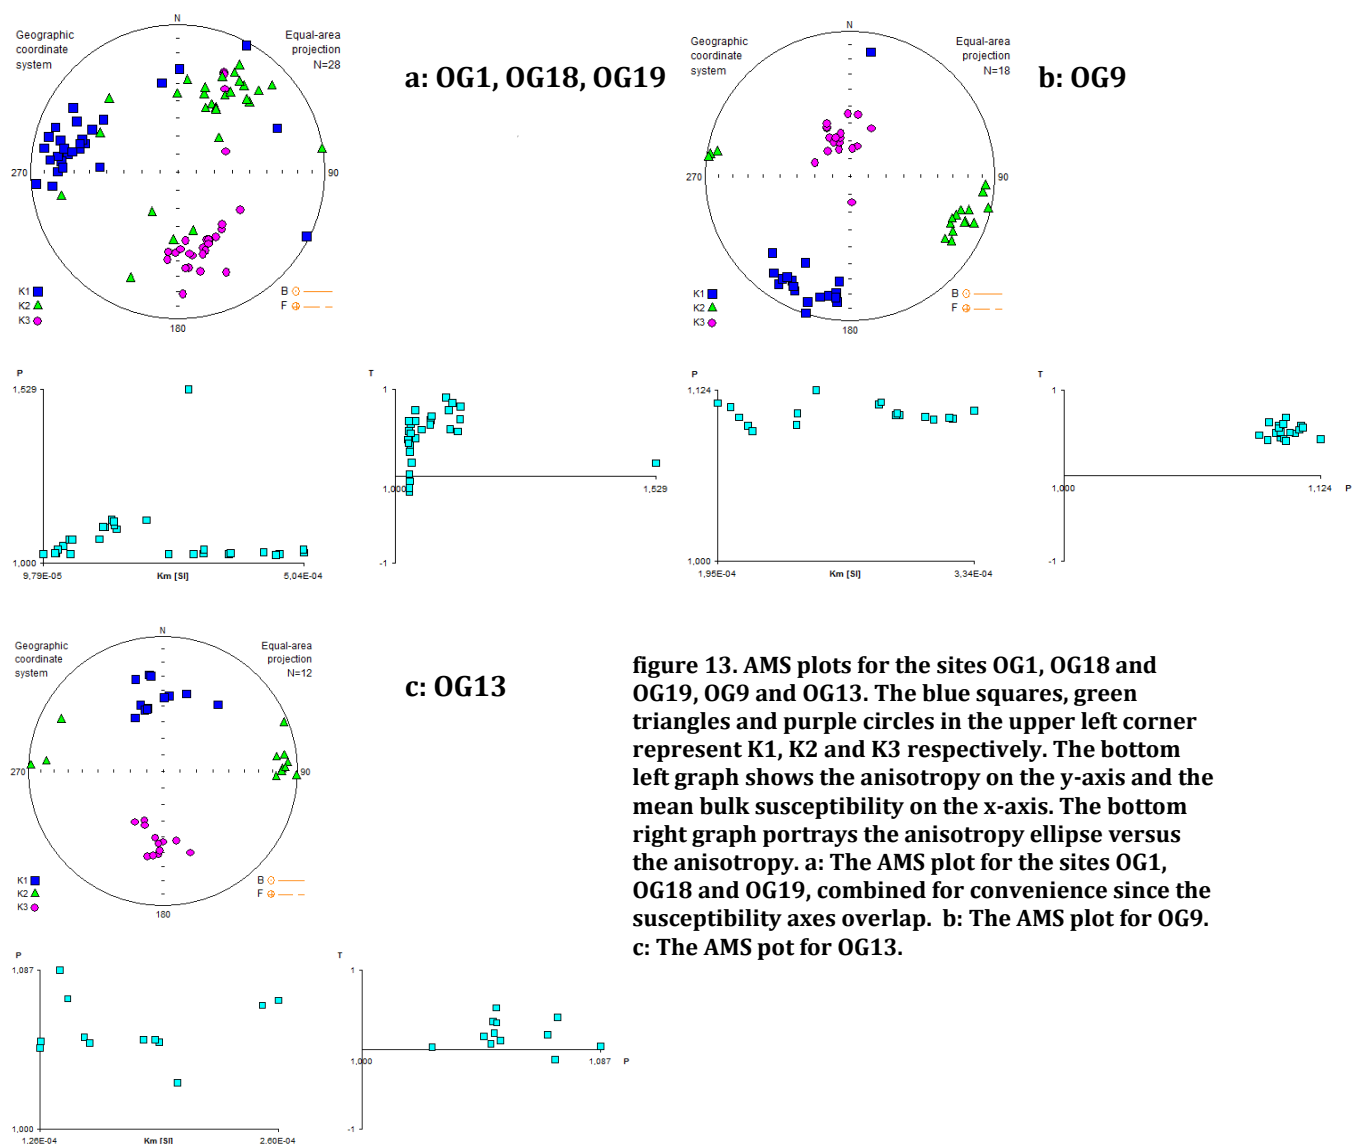 N
Geographic
coordinate
system
Equal-area
projection
N=28
270
90
180
K1
K2
K3
B
F
a: OG1, OG18, OG19
N
Geographic
coordinate
system
Equal-area
projection
N=18
270
90
180
K1
K2
K3
B
F
b: OG9
P
1,529
1,000
9,79E-05
Km [SI]
5,04E-04
T
1
1,000
1,529
-1
P
1,124
1,000
1,95E-04
Km [SI]
3,34E-04
T
1
1,000
1,124
P
-1
N
Geographic
coordinate
system
Equal-area
projection
N=12
270
90
180
K1
K2
K3
B
F
c: OG13
figure 13. AMS plots for the sites OG1, OG18 and
OG19, OG9 and OG13. The blue squares, green
triangles and purple circles in the upper left corner
represent K1, K2 and K3 respectively. The bottom
left graph shows the anisotropy on the y-axis and the
mean bulk susceptibility on the x-axis. The bottom
right graph portrays the anisotropy ellipse versus
the anisotropy. a: The AMS plot for the sites OG1,
OG18 and OG19, combined for convenience since the
susceptibility axes overlap. b: The AMS plot for OG9.
c: The AMS pot for OG13.
P
1,087
1,000
1,26E-04
Km [SI]
2,60E-04
T
1
1,000
1,087
P
-1